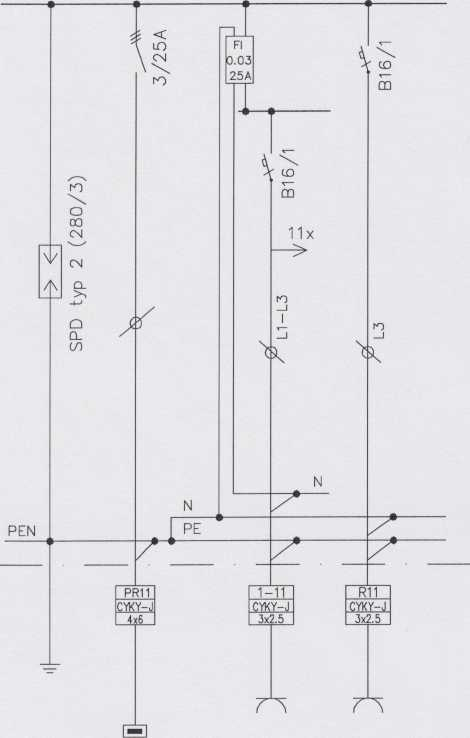 3/25A
FI
0.03
25A
B16/1
B16/1
SPD typ 2 (280/3)
11x
L1-L3
L3
N
N
PEN
PE
PR11
CYKY-J
4x6
1-11
CYKY-J
3x2.5
R11
CYKY-J
3x2.5